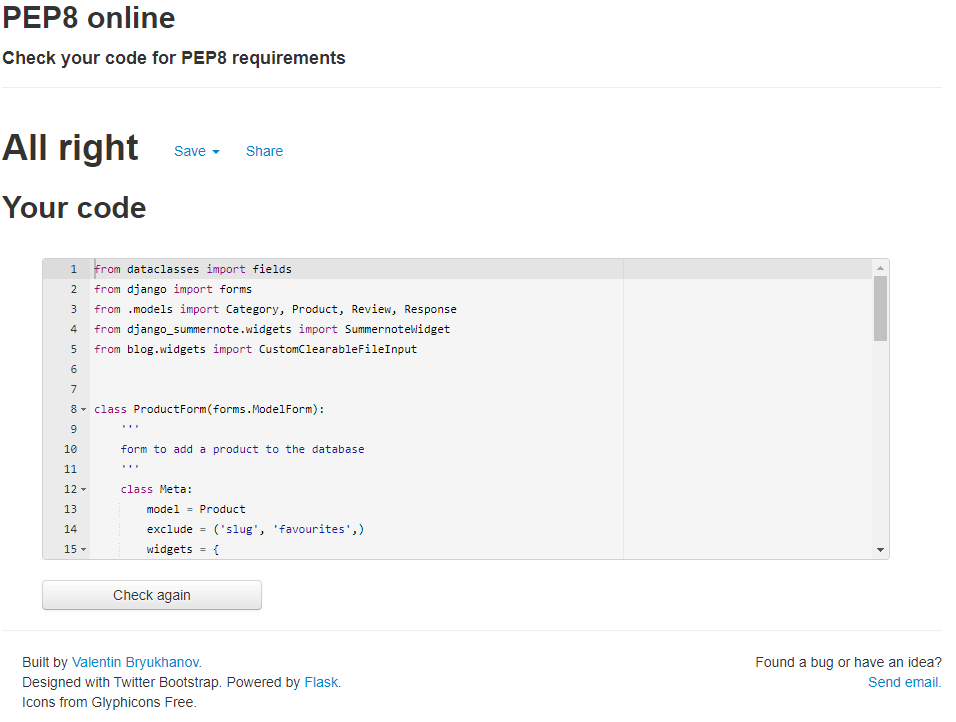 PEP8 online
Check your code for PEP8 requirements
All right Save Share
Your code
1 from dataclasses import fields
2 from django import forms
3 from .models import Category, Product, Review, Response
4 from django_summernote.widgets import SummernoteWidget
5 from blog.widgets import CustomClearableFileInput
6
7
8 class ProductForm(forms.ModelForm):
9 '''
10 form to add a product to the database
11 '''
12 class Meta:
13 model = Product
14 exclude = ('slug', 'favourites',)
15 widgets = {
Check again
Built by Valentin Bryukhanov. Found a bug or have an idea?
Designed with Twitter Bootstrap. Powered by Flask. Send email.
Icons from Glyphicons Free.